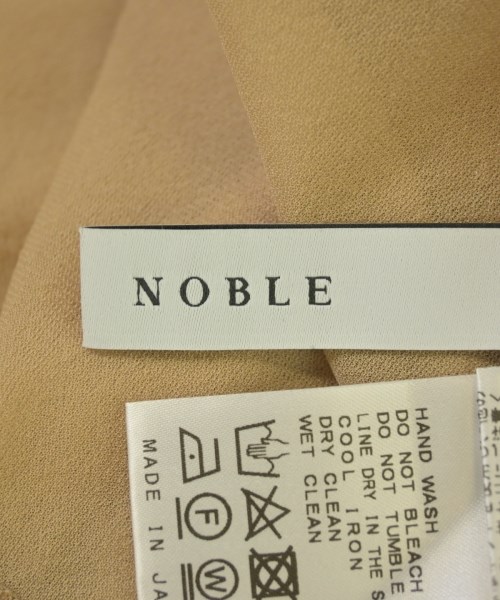 NOBLE
HAND WASH
DO NOT BLEACH
DO NOT TUMBLE
LINE DRY IN THE S
COOL IRON
DRY CLEAN
WET CLEAN
F
W
MADE IN JA